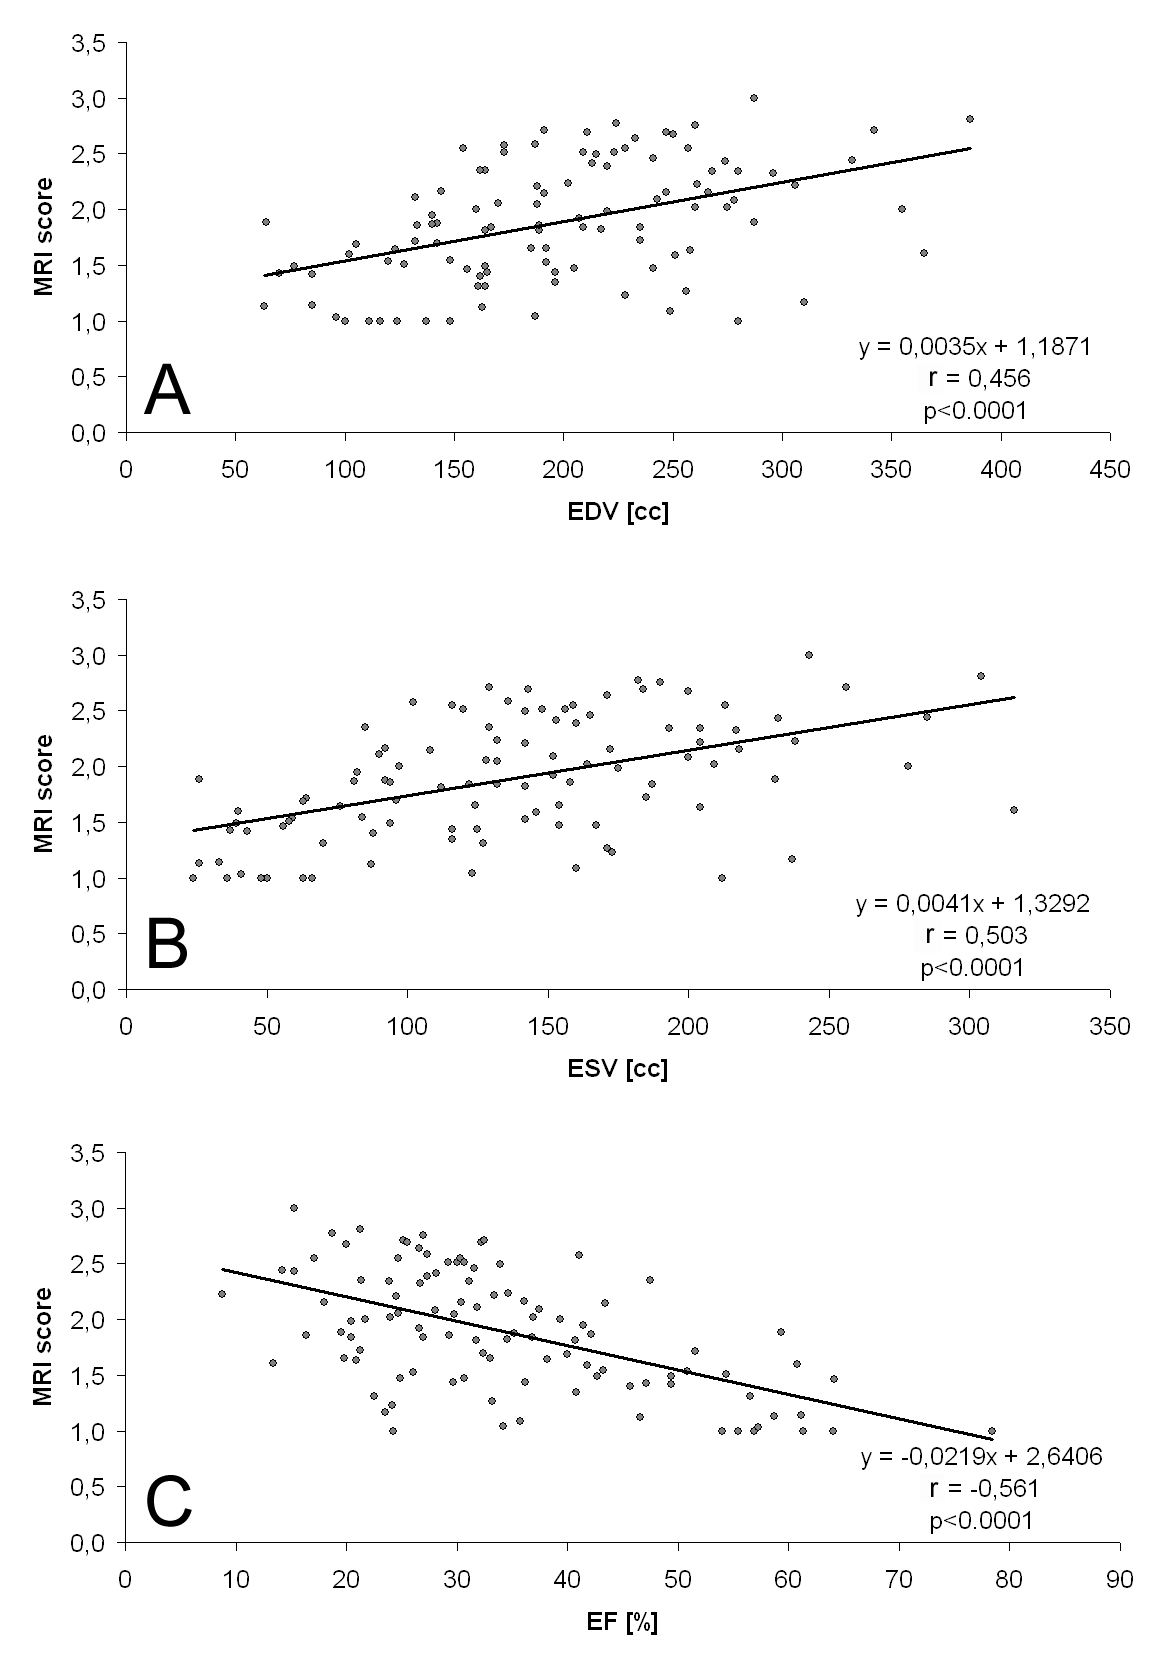 3,5
3,0
2,5
2,0
1,5
1,0
0,5
0,0
MRI score
A
y = 0,0035x + 1,1871
r = 0,456
p<0.0001
0 50 100 150 200 250 300 350 400 450
EDV [cc]
3,5
3,0
2,5
2,0
1,5
1,0
0,5
0,0
MRI score
B
y = 0,0041x + 1,3292
r = 0,503
p<0.0001
0 50 100 150 200 250 300 350
ESV [cc]
3,5
3,0
2,5
2,0
1,5
1,0
0,5
0,0
MRI score
C
y = -0,0219x + 2,6406
r = -0,561
p<0.0001
0 10 20 30 40 50 60 70 80 90
EF [%]